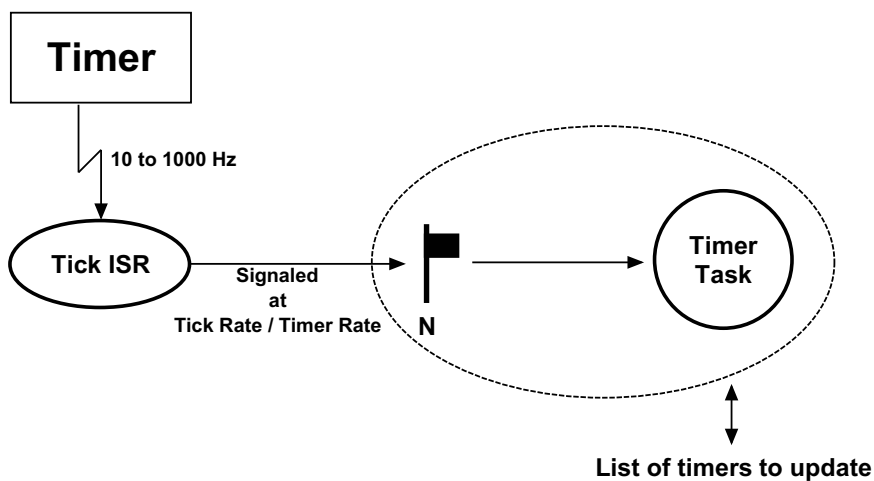 Timer
10 to 1000 Hz
Tick ISR
Signaled
at
Tick Rate / Timer Rate
N
Timer
Task
List of timers to update